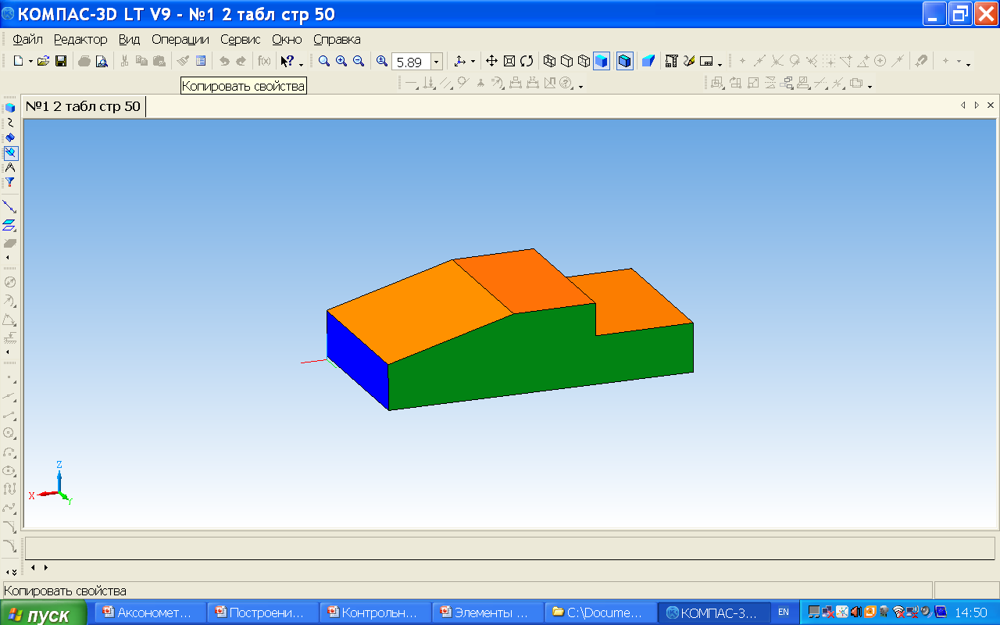 КОМПАС-3D LT V9 - №1 2 табл стр 50
Файл Редактор Вид Операции Сервис Окно Справка
5.89
f(x)
Копировать свойства
№1 2 табл стр 50
Z
X
Y
Копировать свойства
пуск
Аксономет...
Построени...
Контрольн...
Элементы ...
C:\Docume...
КОМПАС-3...
EN
14:50